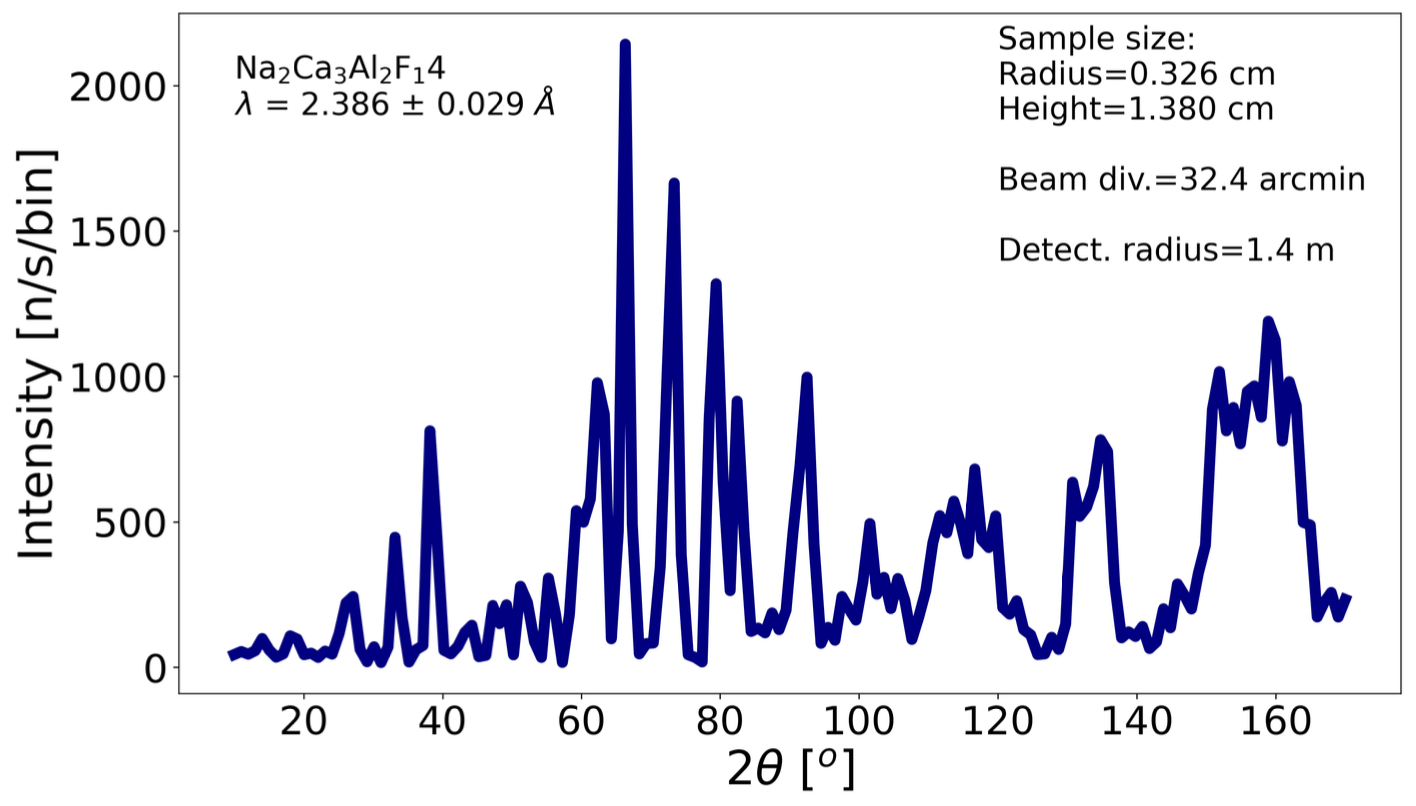 Na₂Ca₃Al₂F₁4
λ = 2.386 ± 0.029 Å
Sample size:
Radius=0.326 cm
Height=1.380 cm
Beam div.=32.4 arcmin
Detect. radius=1.4 m
Intensity [n/s/bin]
2000
1500
1000
500
0
20 40 60 80 100 120 140 160
2θ [°]